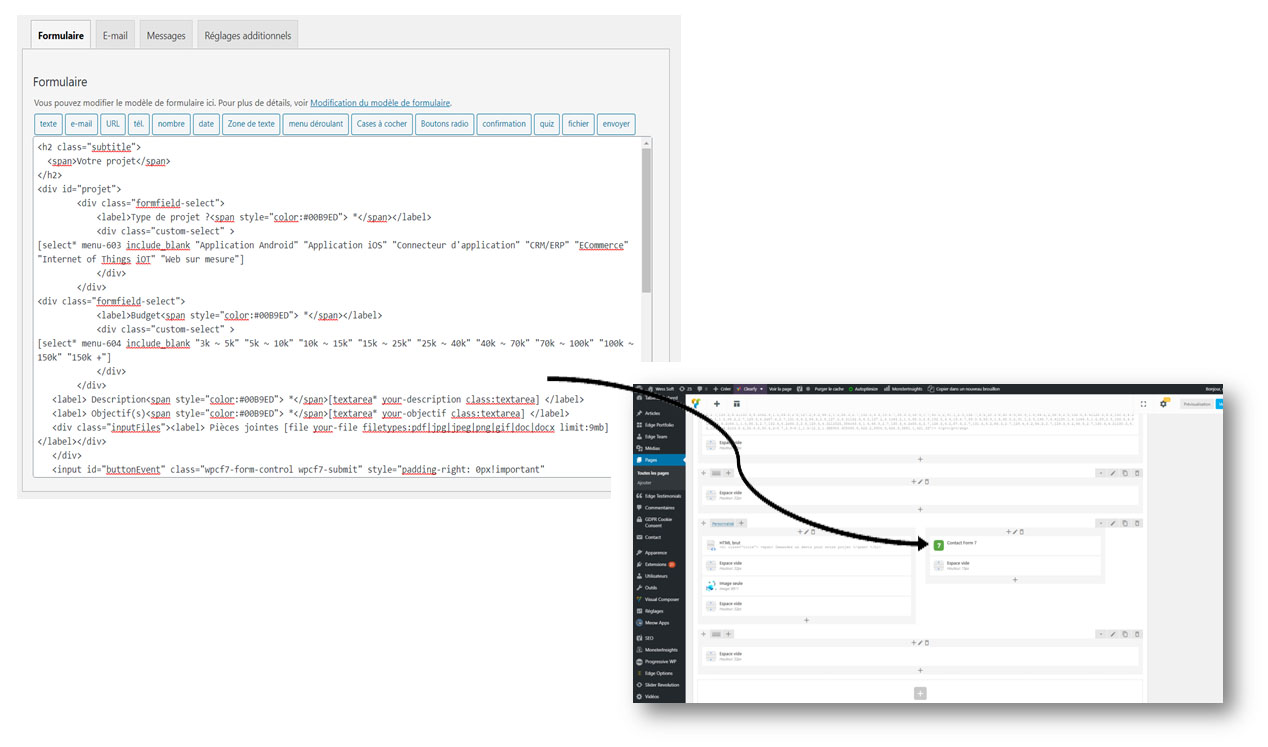 Formulaire
E-mail
Messages
Réglages additionnels
Formulaire
Vous pouvez modifier le modèle de formulaire ici. Pour plus de détails, voir Modification du modèle de formulaire.
texte
e-mail
URL
tél.
nombre
date
Zone de texte
menu déroulant
Cases à cocher
Boutons radio
confirmation
quiz
fichier
envoyer
<h2 class="subtitle">
<span>Votre projet</span>
</h2>
<div id="projet">
<div class="formfield-select">
<label>Type de projet ?<span style="color:#00B9ED"> *</span></label>
<div class="custom-select" >
[select* menu-603 include_blank "Application Android" "Application iOS" "Connecteur d'application" "CRM/ERP" "ECommerce"
"Internet of Things iOT" "Web sur mesure"]
</div>
</div>
<div class="formfield-select">
<label>Budget<span style="color:#00B9ED"> *</span></label>
<div class="custom-select" >
[select* menu-604 include_blank "3k ~ 5k" "5k ~ 10k" "10k ~ 15k" "15k ~ 25k" "25k ~ 40k" "40k ~ 70k" "70k ~ 100k" "100k ~
150k" "150k +"]
</div>
</div>
<label> Description<span style="color:#00B9ED"> *</span>[textarea* your-description class:textarea] </label>
<label> Objectif(s)<span style="color:#00B9ED"> *</span>[textarea* your-objectif class:textarea] </label>
<div class="inputFiles"><label> Pièces jointes [file your-file filetypes:pdf|jpg|jpeg|png|gif|doc|docx limit:9mb]
</label></div>
</div>
<input id="buttonEvent" class="wpcf7-form-control wpcf7-submit" style="padding-right: 0px!important"
Wens Soft
25
Créer
Clearfy
Voir la page
Purger le cache
Autoptimize
MonsterInsights
Copier dans un nouveau brouillon
Bonjour,
Articles
Edge Portfolio
Edge Team
Médias
Pages
Toutes les pages
Ajouter
Edge Testimonials
Commentaires
GDPR Cookie
Consent
Contact
Apparence
Extensions
Utilisateurs
Outils
Visual Composer
Réglages
Meow Apps
SEO
MonsterInsights
Progressive WP
Edge Options
Slider Revolution
Vidéos
Prévisualisation
Espace vide
Espace vide
Personnalisé
HTML brut
Espace vide
Image seule
Espace vide
Contact Form 7
Espace vide
Espace vide